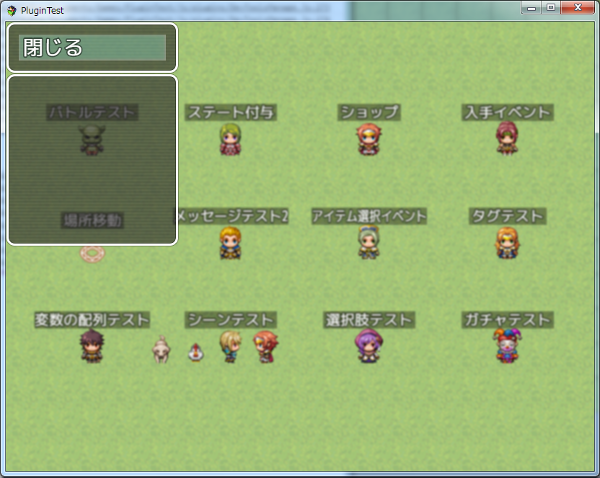 PluginTest
閉じる
バトルテスト
ステート付与
ショップ
入手イベント
場所移動
メッセージテスト2
アイテム選択イベント
タグテスト
変数の配列テスト
シーンテスト
選択肢テスト
ガチャテスト